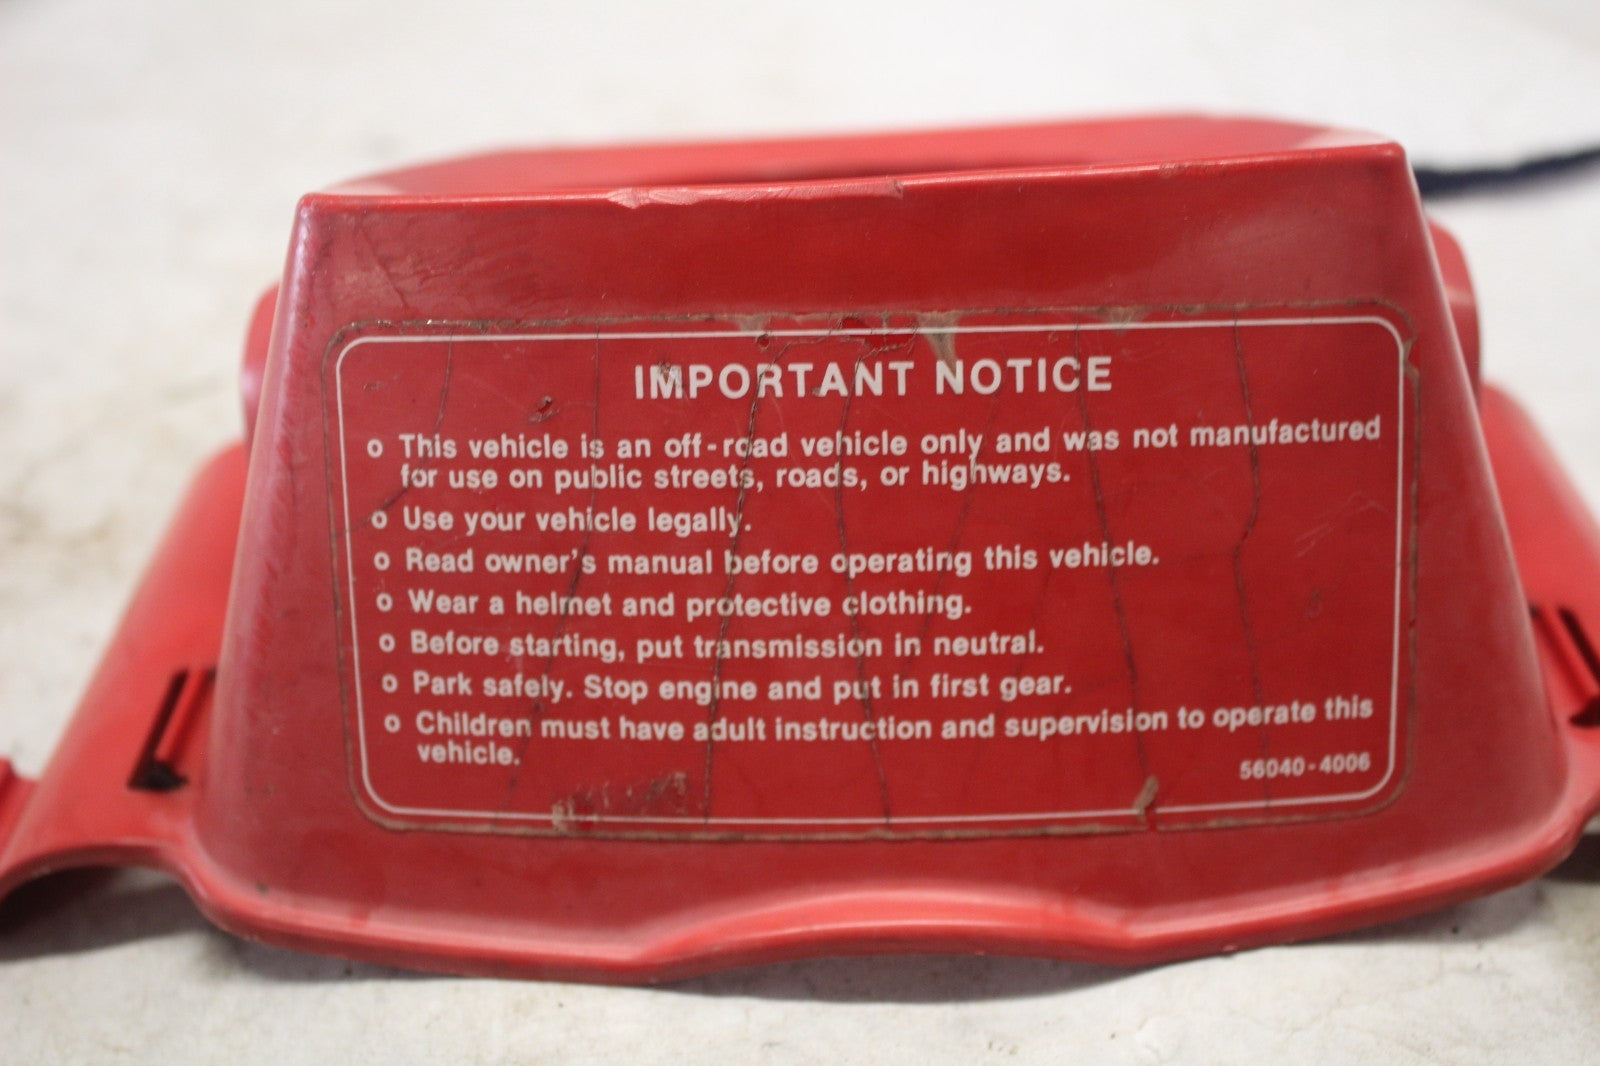 IMPORTANT NOTICE
o This vehicle is an off-road vehicle only and was not manufactured
for use on public streets, roads, or highways.
o Use your vehicle legally.
o Read owner's manual before operating this vehicle.
o Wear a helmet and protective clothing.
o Before starting, put transmission in neutral.
o Park safely. Stop engine and put in first gear.
o Children must have adult instruction and supervision to operate this
vehicle.
56040-4006